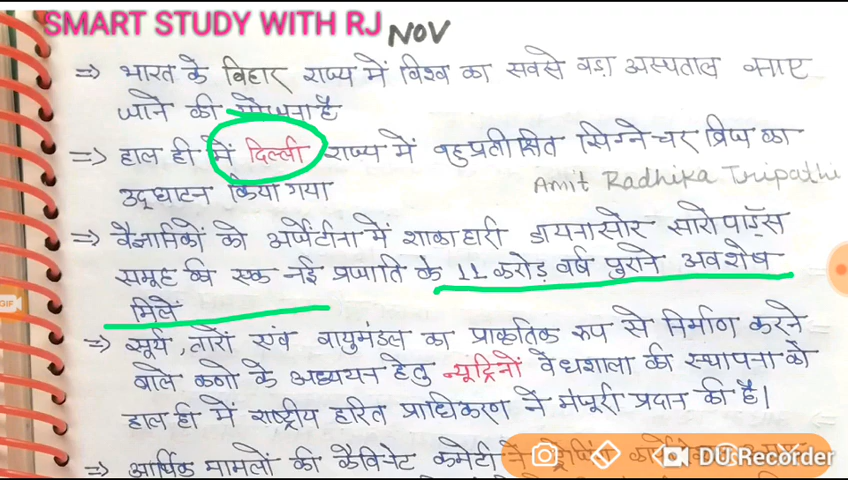 SMART STUDY WITH RJ
NOV
⇒ भारत के बिहार राज्य में विश्व का सबसे बड़ा अस्पताल बनाए
जाने की योजना है
⇒ हाल ही में दिल्ली राज्य में बहुप्रतीक्षित सिग्नेचर ब्रिज का
उद्घाटन किया गया
Amit Radhika Tripathi
⇒ वैज्ञानिकों को अर्जेंटीना में शाकाहारी डायनासोर सारोपॉड्स
समूह की एक नई प्रजाति के 11 करोड़ वर्ष पुराने अवशेष
मिलें
⇒ सूर्य, तारों एवं वायुमंडल का प्राकृतिक रूप से निर्माण करने
वाले कणों के अध्ययन हेतु न्यूट्रिनों वेधशाला की स्थापना को
हाल ही में राष्ट्रीय हरित प्राधिकरण ने मंजूरी प्रदान की है।
⇒ आर्थिक मामलों की कैबिनेट कमेटी ने
GIF
DU Recorder